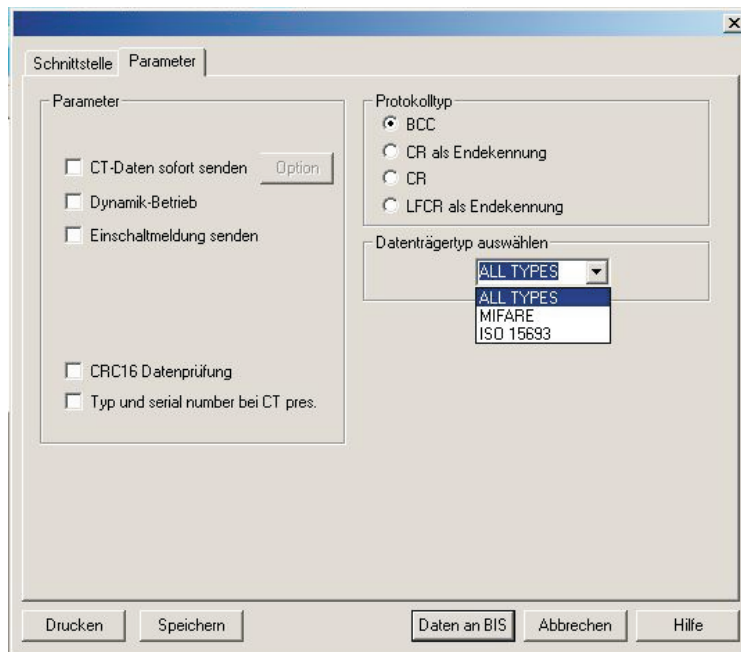 Schnittstelle Parameter
Parameter
CT-Daten sofort senden Option
Dynamik-Betrieb
Einschaltmeldung senden
CRC16 Datenprüfung
Typ und serial number bei CT pres.
Protokolltyp
BCC
CR als Endekennung
CR
LFCR als Endekennung
Datenträgertyp auswählen
ALL TYPES
ALL TYPES
MIFARE
ISO 15693
Drucken Speichern Daten an BIS Abbrechen Hilfe